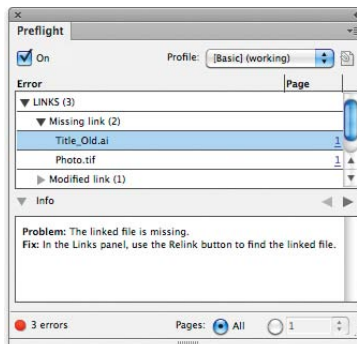 Preflight
On Profile: [Basic] (working)
Error Page
LINKS (3)
Missing link (2)
Title_Old.ai 1
Photo.tif 1
Modified link (1)
Info
Problem: The linked file is missing.
Fix: In the Links panel, use the Relink button to find the linked file.
3 errors Pages: All 1